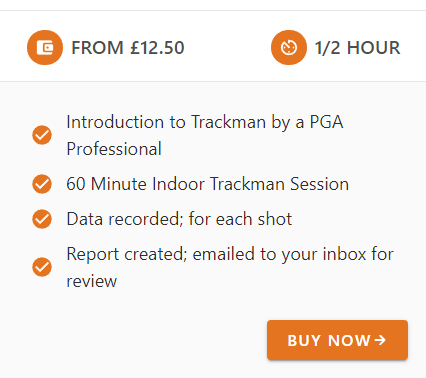 FROM £12.50
1/2 HOUR
Introduction to Trackman by a PGA
Professional
60 Minute Indoor Trackman Session
Data recorded; for each shot
Report created; emailed to your inbox for
review
BUY NOW→